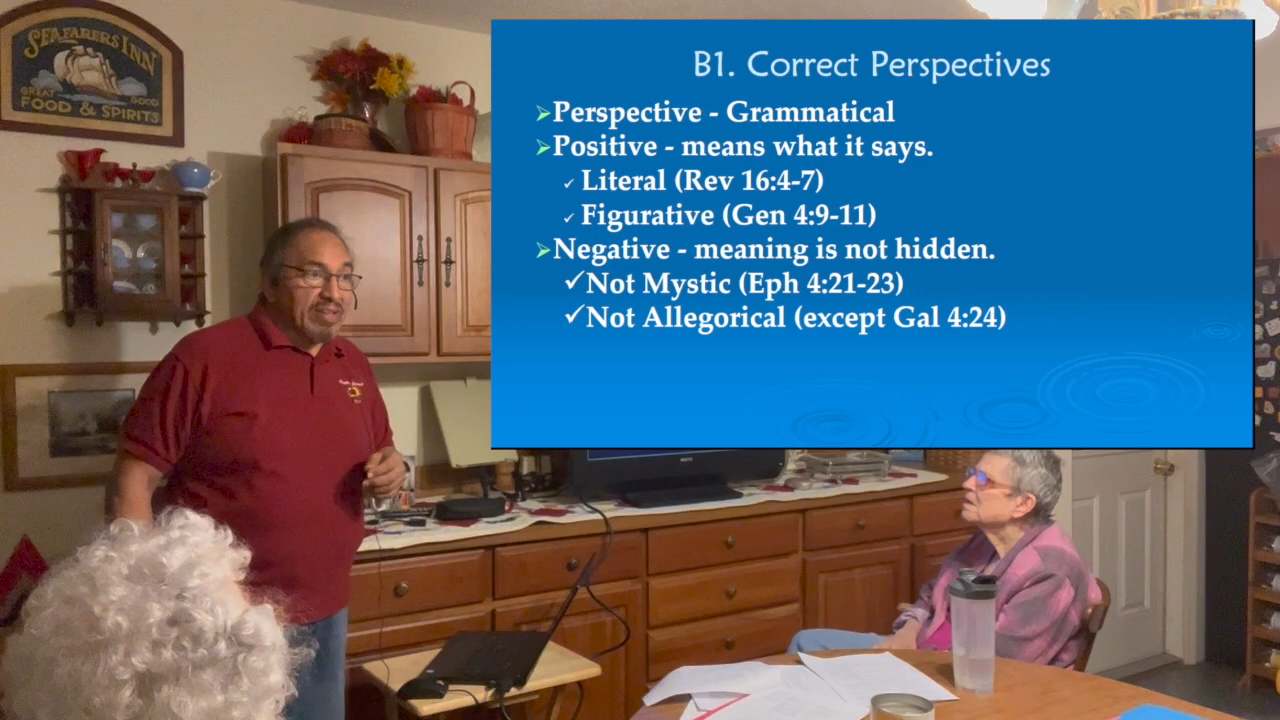 SEAFARERS INN
GREAT GOOD
FOOD & SPIRITS
B1. Correct Perspectives
➢Perspective - Grammatical
➢Positive - means what it says.
✓ Literal (Rev 16:4-7)
✓ Figurative (Gen 4:9-11)
➢Negative - meaning is not hidden.
✓Not Mystic (Eph 4:21-23)
✓Not Allegorical (except Gal 4:24)